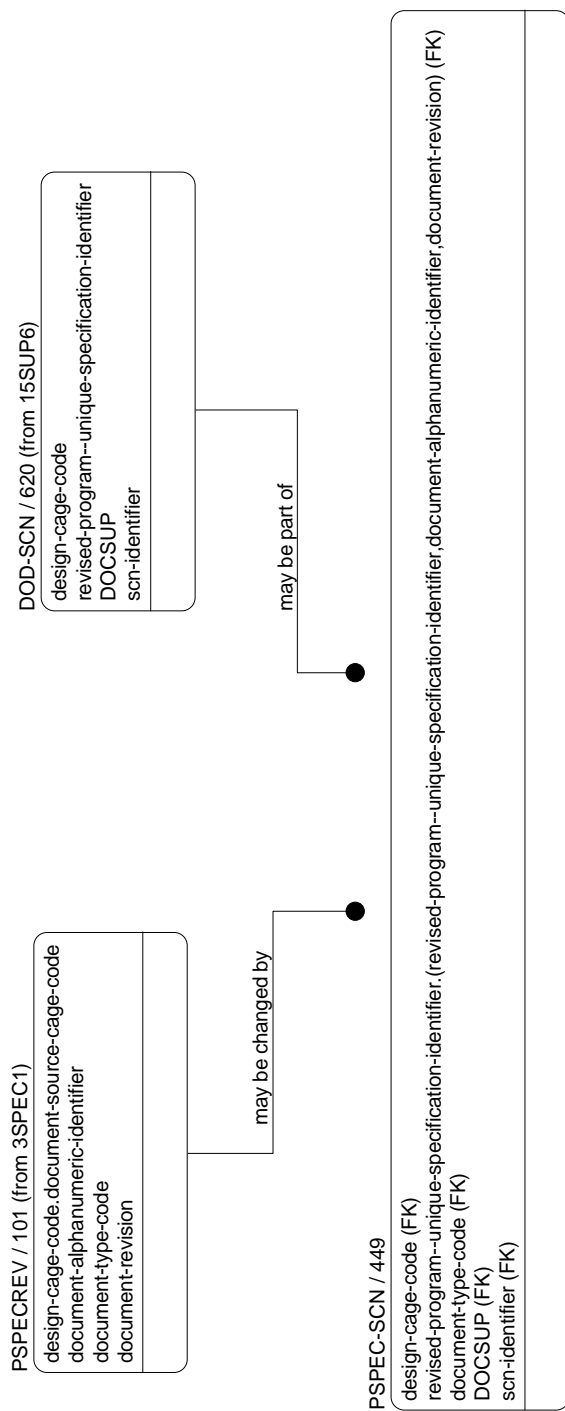 PSPECREV / 101 (from 3SPEC1)
design-cage-code.document-source-cage-code
document-alphanumeric-identifier
document-type-code
document-revision
DOD-SCN / 620 (from 15SUP6)
design-cage-code
revised-program--unique-specification-identifier
DOCSUP
scn-identifier
may be changed by
may be part of
PSPEC-SCN / 449
design-cage-code (FK)
revised-program--unique-specification-identifier.(revised-program--unique-specification-identifier,document-alphanumeric-identifier,document-revision) (FK)
document-type-code (FK)
DOCSUP (FK)
scn-identifier (FK)